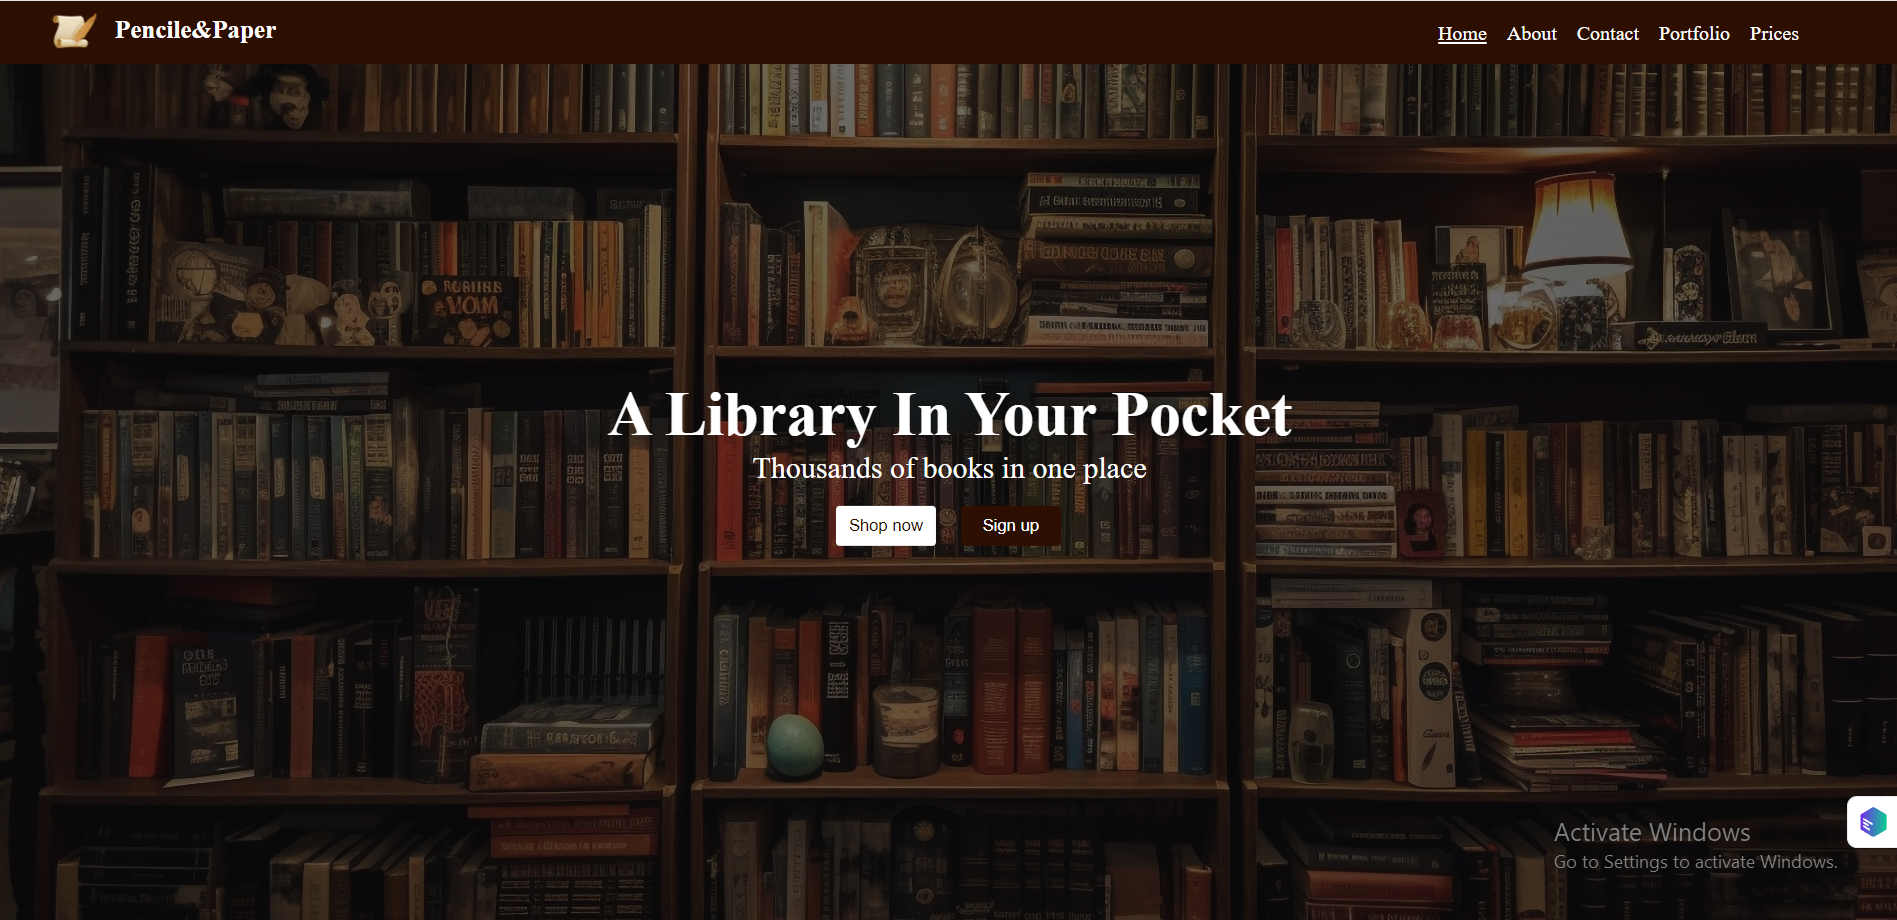 Pencile&Paper
Home About Contact Portfolio Prices
A Library In Your Pocket
Thousands of books in one place
Shop now Sign up
Activate Windows
Go to Settings to activate Windows.